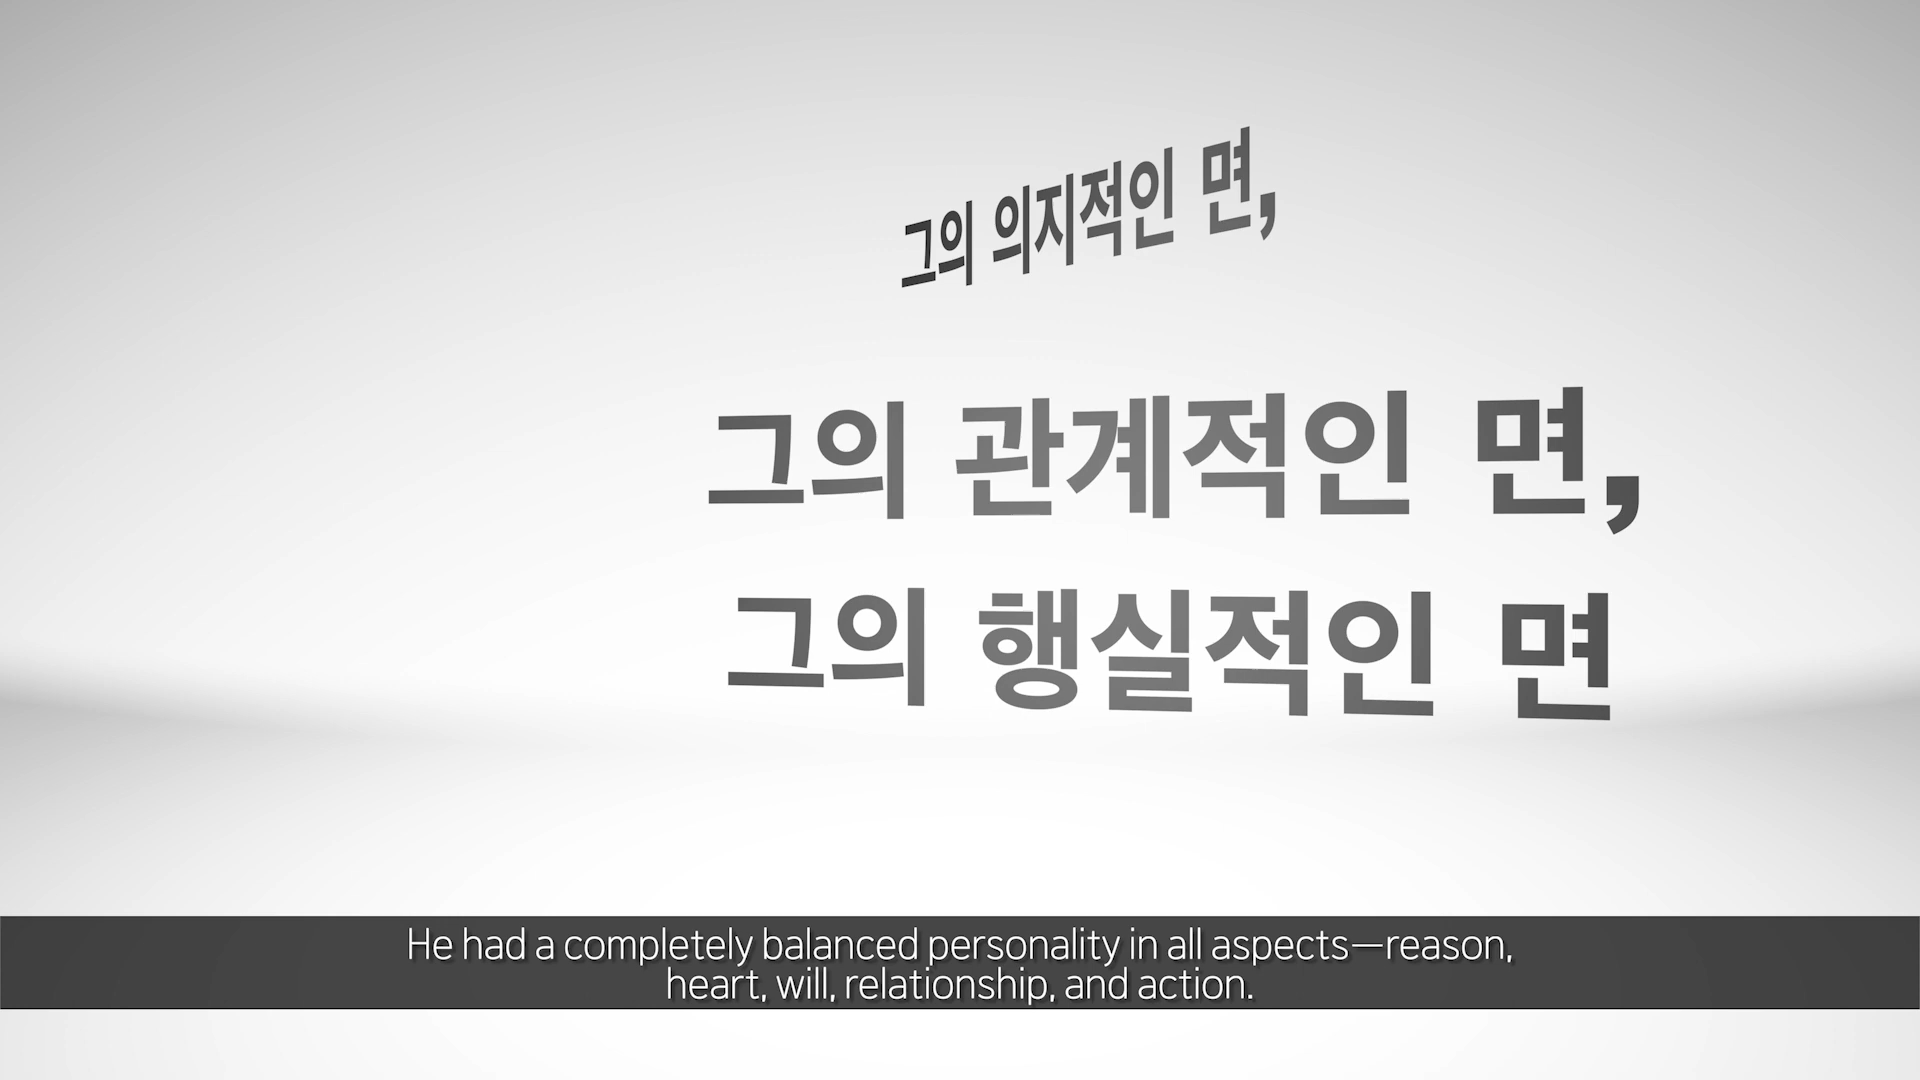 그의 의지적인 면,
그의 관계적인 면,
그의 행실적인 면
He had a completely balanced personality in all aspects—reason,
heart, will, relationship, and action.